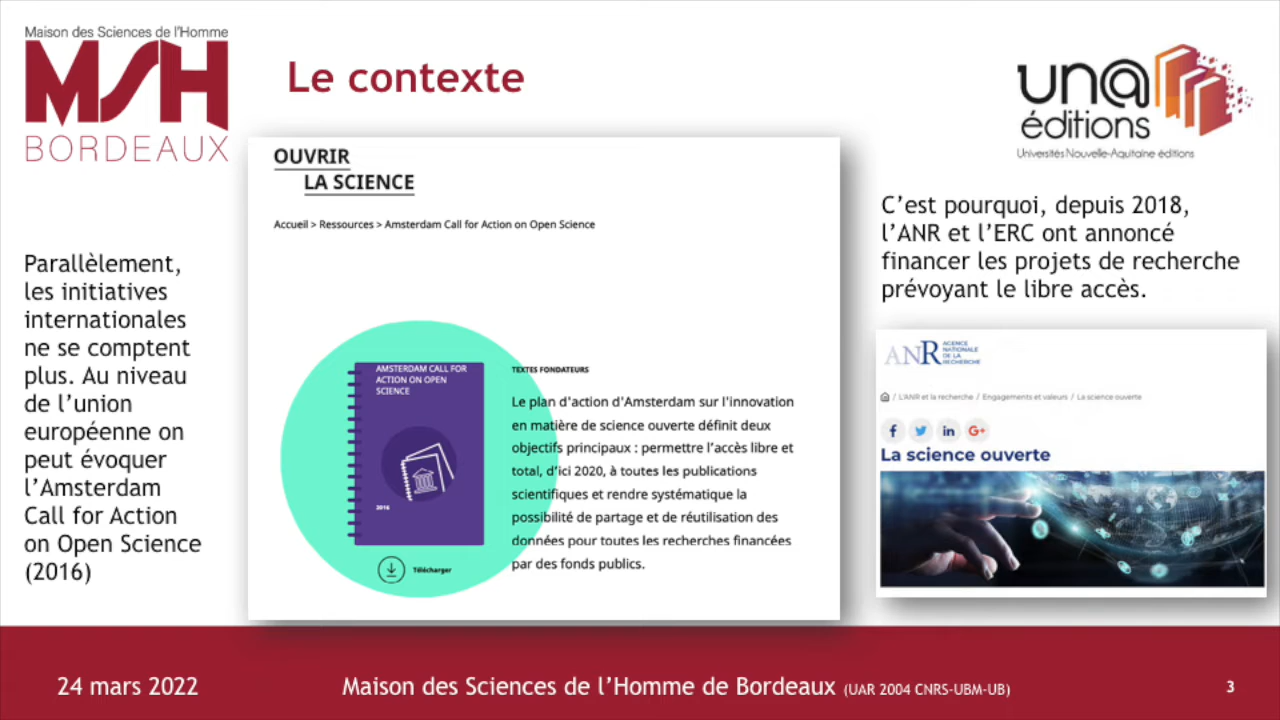 Maison des Sciences de l'Homme
MSH
BORDEAUX
Le contexte
un@
éditions
Universités Nouvelle-Aquitaine éditions
Parallèlement,
les initiatives
internationales
ne se comptent
plus. Au niveau
de l'union
européenne on
peut évoquer
l'Amsterdam
Call for Action
on Open Science
(2016)
OUVRIR
LA SCIENCE
Accueil > Ressources > Amsterdam Call for Action on Open Science
AMSTERDAM CALL FOR
ACTION ON OPEN
SCIENCE
2016
Télécharger
TEXTES FONDATEURS
Le plan d'action d'Amsterdam sur l'innovation
en matière de science ouverte définit deux
objectifs principaux : permettre l'accès libre et
total, d'ici 2020, à toutes les publications
scientifiques et rendre systématique la
possibilité de partage et de réutilisation des
données pour toutes les recherches financées
par des fonds publics.
C'est pourquoi, depuis 2018,
l'ANR et l'ERC ont annoncé
financer les projets de recherche
prévoyant le libre accès.
ANR
AGENCE
NATIONALE
DE LA
RECHERCHE
/ L'ANR et la recherche / Engagements et valeurs / La science ouverte
La science ouverte
24 mars 2022
Maison des Sciences de l'Homme de Bordeaux (UAR 2004 CNRS-UBM-UB)
3